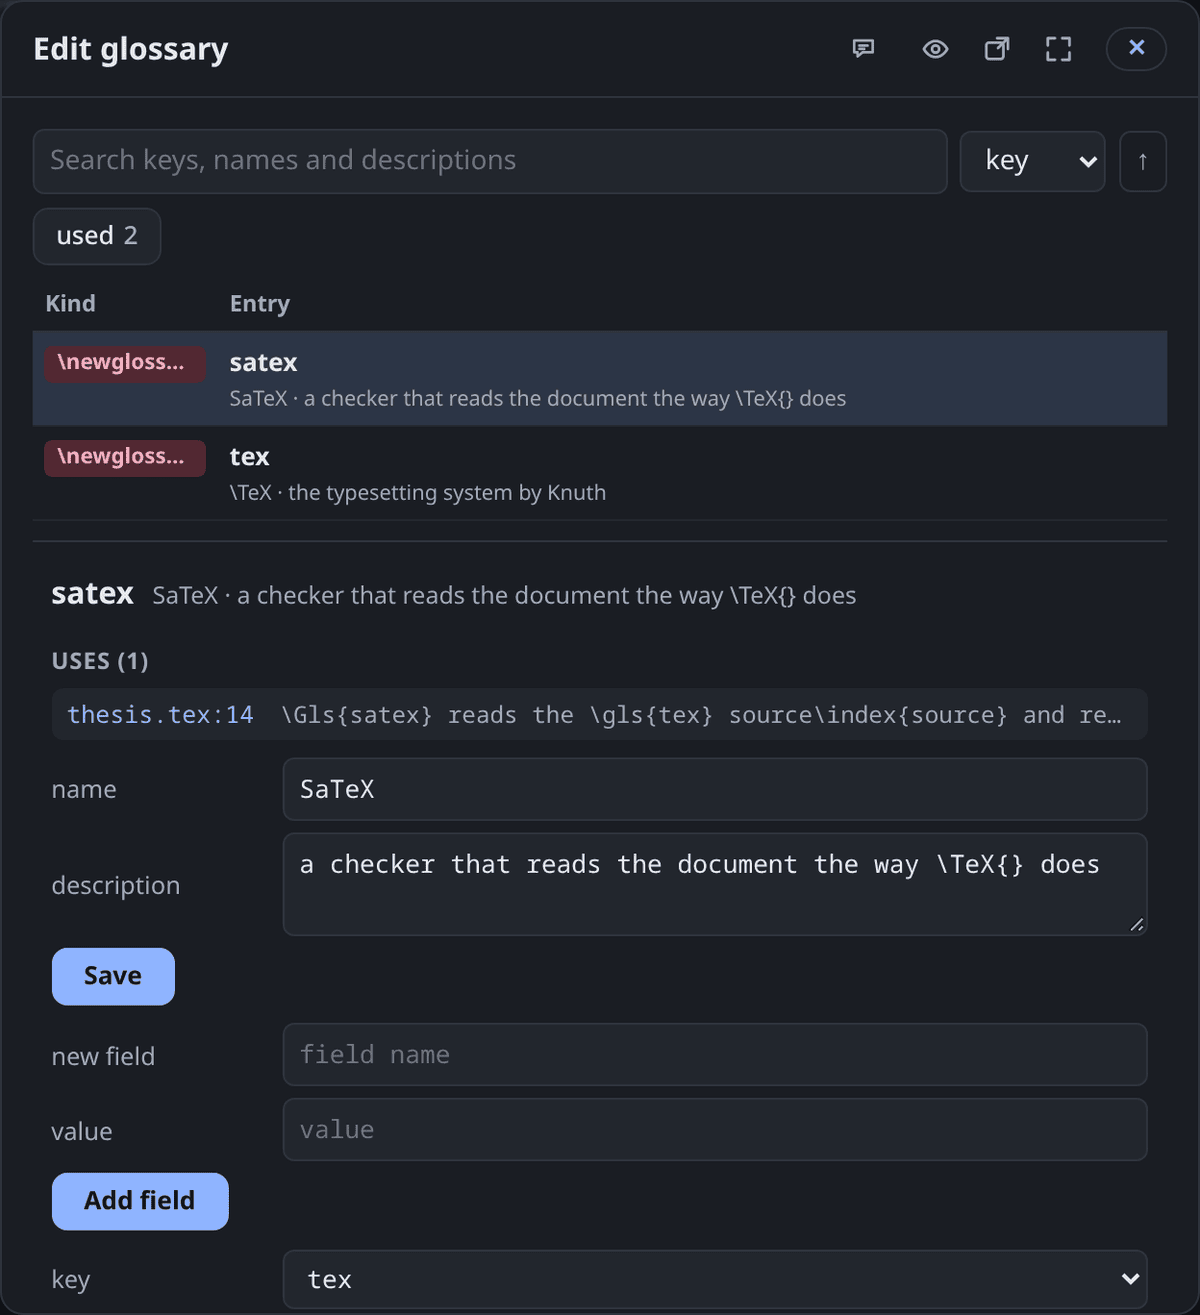 Edit glossary
Search keys, names and descriptions
key
↑
used 2
Kind Entry
\newgloss... satex
SaTeX · a checker that reads the document the way \TeX{} does
\newgloss... tex
\TeX · the typesetting system by Knuth
satex SaTeX · a checker that reads the document the way \TeX{} does
USES (1)
thesis.tex:14 \Gls{satex} reads the \gls{tex} source\index{source} and re…
name SaTeX
description a checker that reads the document the way \TeX{} does
Save
new field field name
value value
Add field
key tex